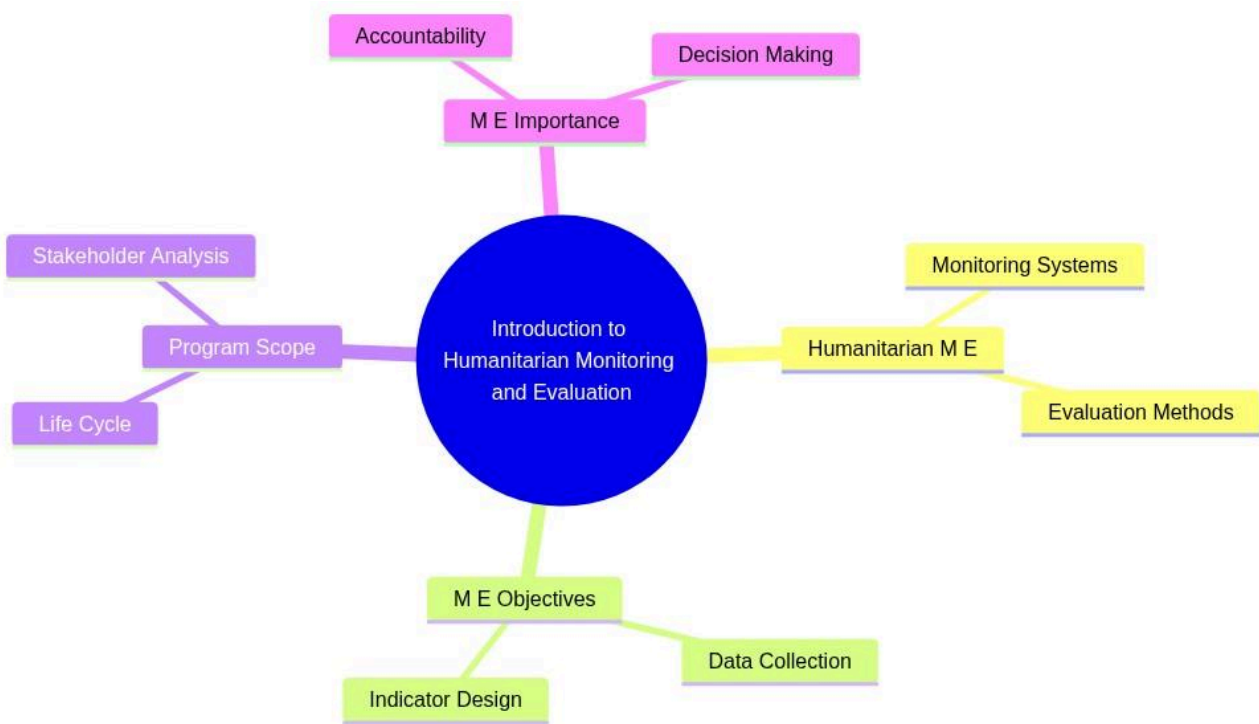 Accountability
Decision Making
M E Importance
Stakeholder Analysis
Monitoring Systems
Introduction to
Humanitarian Monitoring
and Evaluation
Program Scope
Humanitarian M E
Life Cycle
Evaluation Methods
M E Objectives
Data Collection
Indicator Design